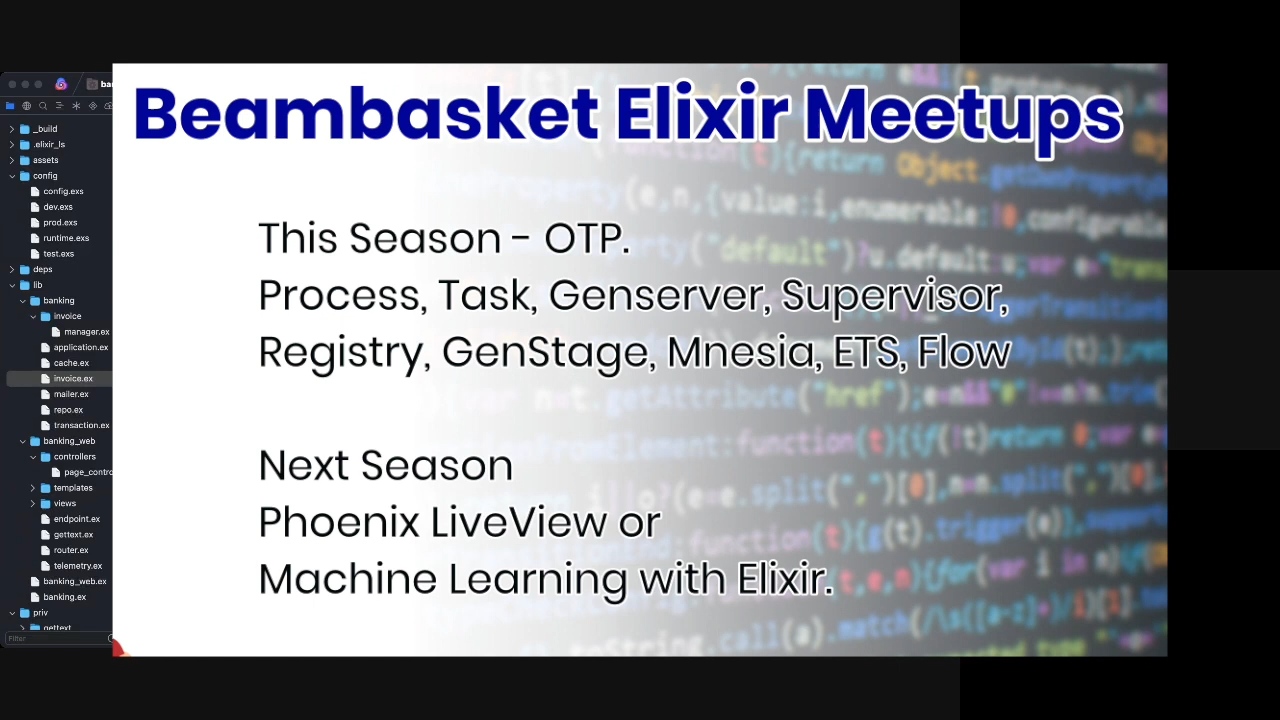 Beambasket Elixir Meetups
This Season - OTP.
Process, Task, Genserver, Supervisor,
Registry, GenStage, Mnesia, ETS, Flow
Next Season
Phoenix LiveView or
Machine Learning with Elixir.
_build
.elixir_ls
assets
config
config.exs
dev.exs
prod.exs
runtime.exs
test.exs
deps
lib
banking
invoice
manager.ex
application.ex
cache.ex
invoice.ex
mailer.ex
repo.ex
transaction.ex
banking_web
controllers
page_contro
templates
views
endpoint.ex
gettext.ex
router.ex
telemetry.ex
banking_web.ex
banking.ex
priv
gettext
Filter